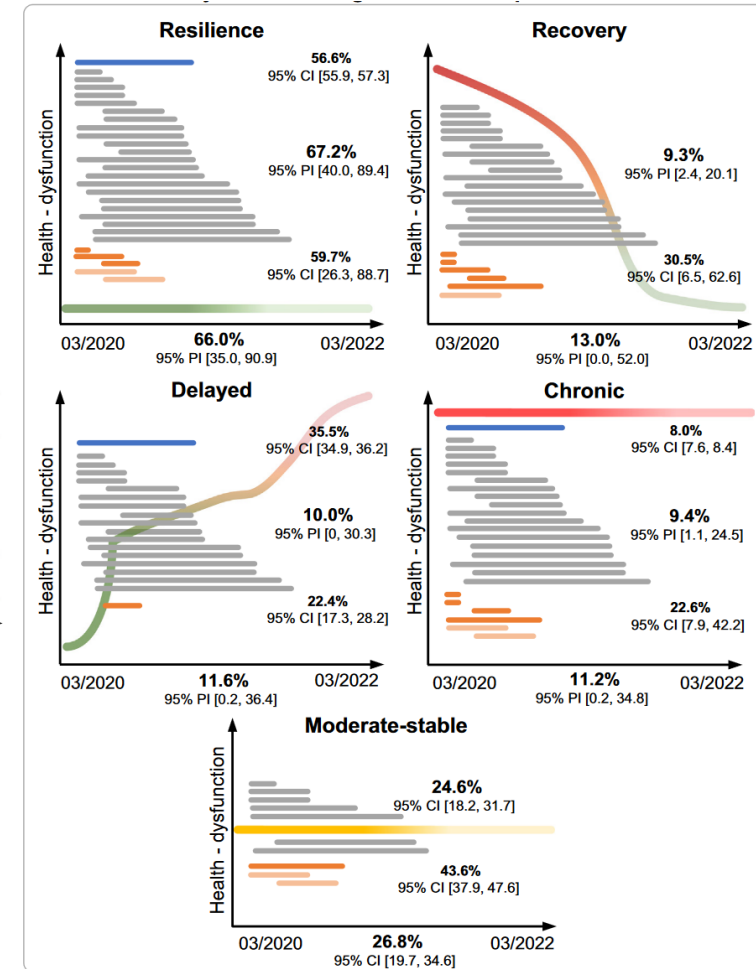 Resilience
Health - dysfunction
56.6%
95% CI [55.9, 57.3]
67.2%
95% PI [40.0, 89.4]
59.7%
95% CI [26.3, 88.7]
03/2020
66.0%
03/2022
95% PI [35.0, 90.9]
Recovery
Health - dysfunction
9.3%
95% PI [2.4, 20.1]
30.5%
95% CI [6.5, 62.6]
03/2020
13.0%
03/2022
95% PI [0.0, 52.0]
Delayed
Health - dysfunction
35.5%
95% CI [34.9, 36.2]
10.0%
95% PI [0, 30.3]
22.4%
95% CI [17.3, 28.2]
03/2020
11.6%
03/2022
95% PI [0.2, 36.4]
Chronic
Health - dysfunction
8.0%
95% CI [7.6, 8.4]
9.4%
95% PI [1.1, 24.5]
22.6%
95% CI [7.9, 42.2]
03/2020
11.2%
03/2022
95% PI [0.2, 34.8]
Moderate-stable
Health - dysfunction
24.6%
95% CI [18.2, 31.7]
43.6%
95% CI [37.9, 47.6]
03/2020
26.8%
03/2022
95% CI [19.7, 34.6]